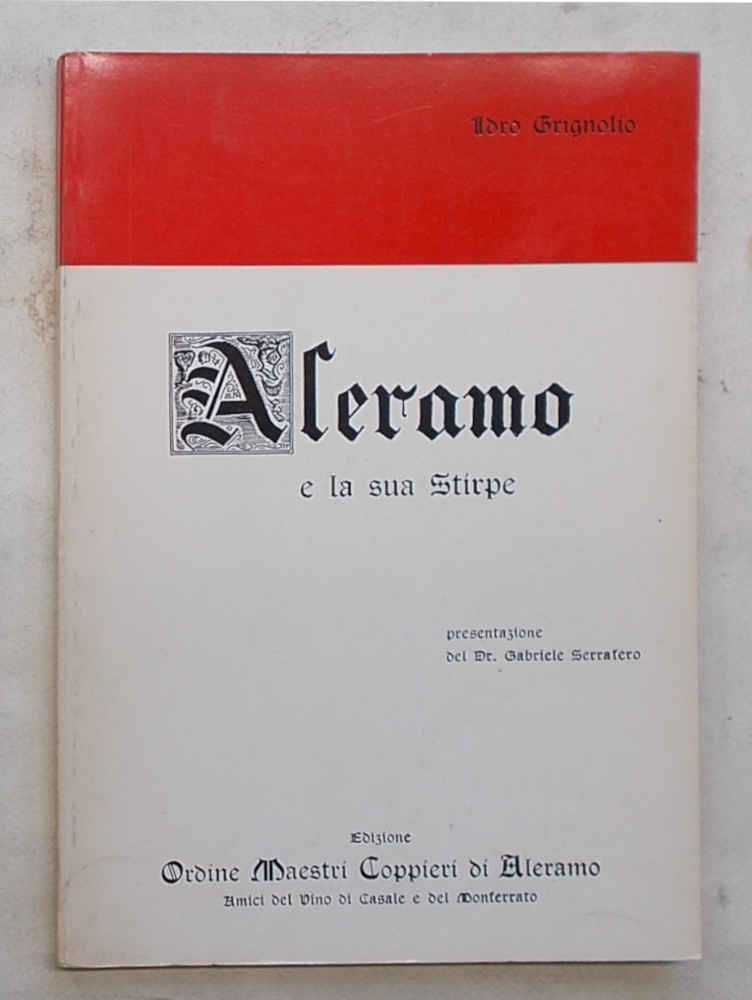 Idro Grignolio
Aleramo
e la sua Stirpe
presentazione
del Dr. Gabriele Serrafero
Edizione
Ordine Maestri Coppieri di Aleramo
Amici del Vino di Casale e del Monferrato